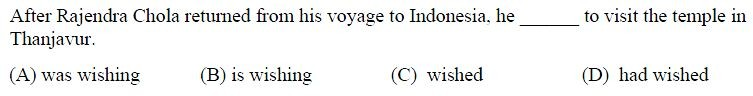 After Rajendra Chola returned from his voyage to Indonesia, he ______ to visit the temple in
Thanjavur.
(A) was wishing (B) is wishing (C) wished (D) had wished